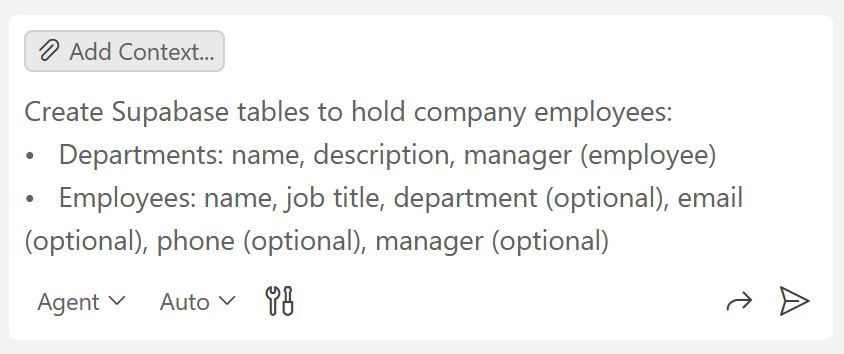 Add Context...
Create Supabase tables to hold company employees:
• Departments: name, description, manager (employee)
• Employees: name, job title, department (optional), email
(optional), phone (optional), manager (optional)
Agent Auto